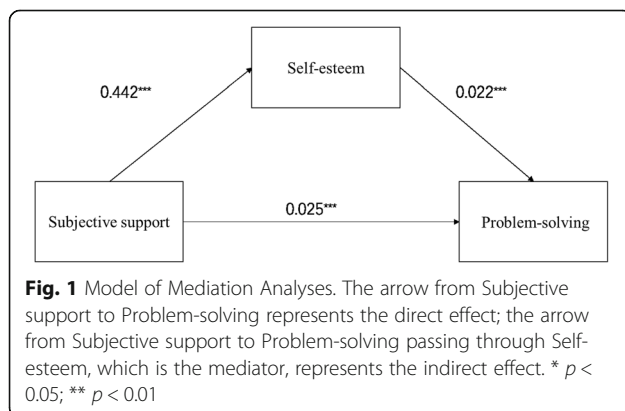 Self-esteem
0.442***
0.022***
Subjective support
0.025***
Problem-solving
Fig. 1 Model of Mediation Analyses. The arrow from Subjective
support to Problem-solving represents the direct effect; the arrow
from Subjective support to Problem-solving passing through Self-
esteem, which is the mediator, represents the indirect effect. * p <
0.05; ** p < 0.01